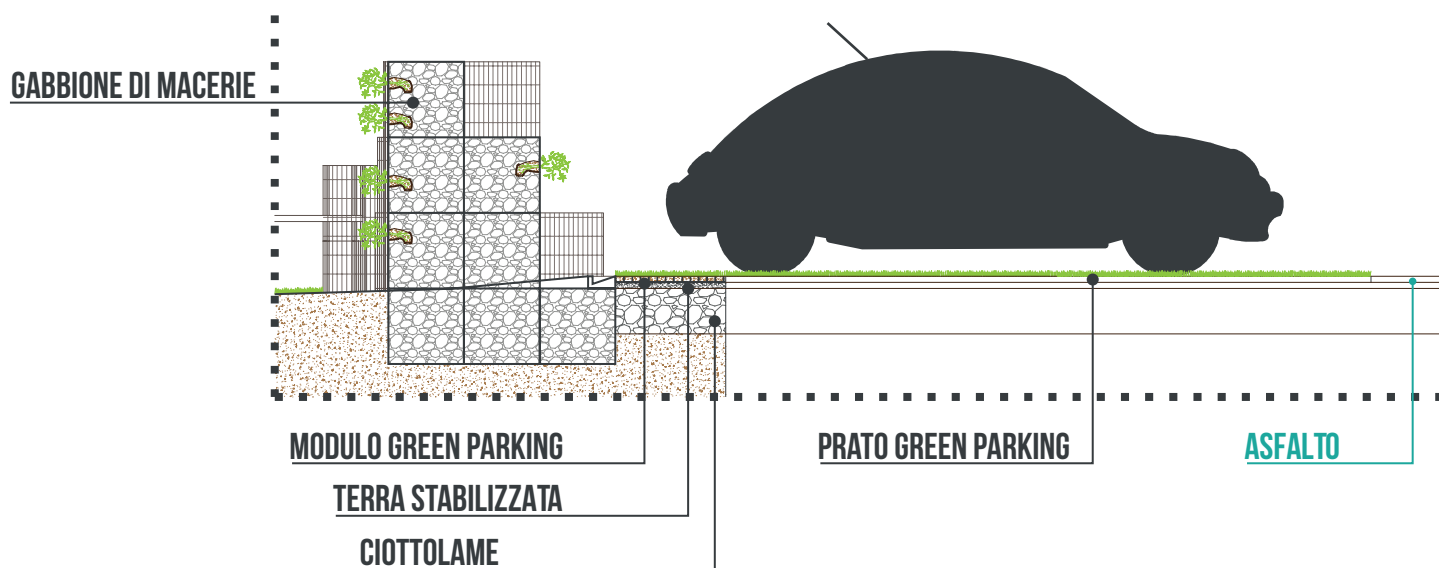 GABBIONE DI MACERIE
MODULO GREEN PARKING
PRATO GREEN PARKING
ASFALTO
TERRA STABILIZZATA
CIOTTOLAME